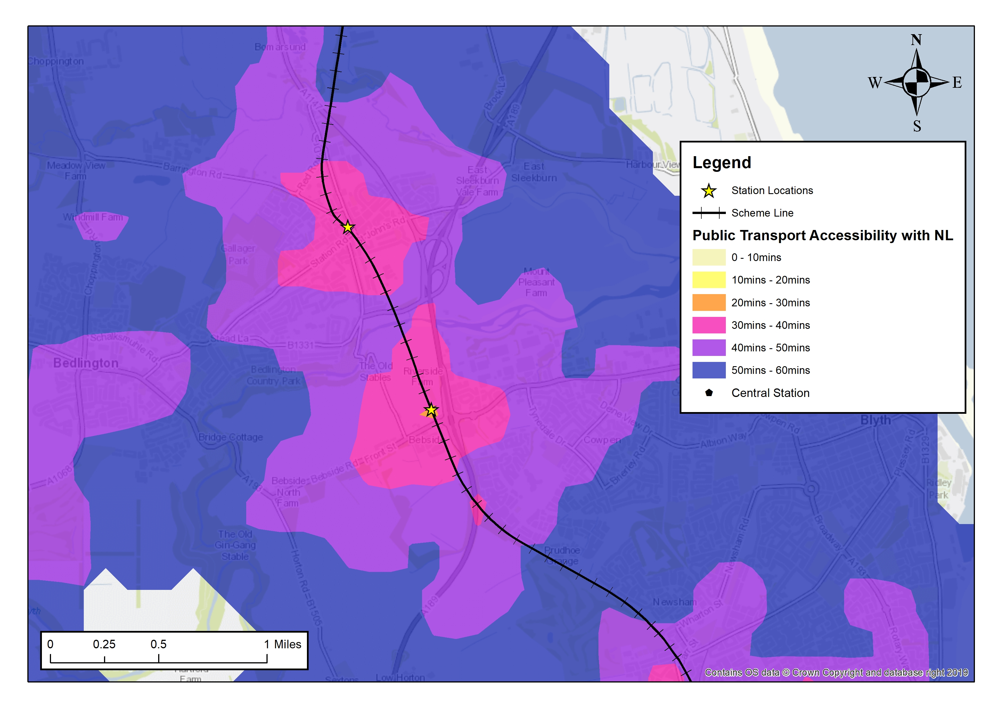 Bomarsund
Choppington
N
W
E
S
A1147
Brock La
A189
Meadow View
Farm
Barrington Rd
Red Row
East
Sleekburn
Vale Farm
East
Sleekburn
Harbour View
Legend
Station Locations
Scheme Line
Public Transport Accessibility with NL
0 - 10mins
10mins - 20mins
20mins - 30mins
30mins - 40mins
40mins - 50mins
50mins - 60mins
Central Station
Windmill Farm
Choppington Rd
Gallager
Park
Station Rd
St John's Rd
Mount
Pleasant
Farm
Schalksmuhle Rd
Stead La
B1331
Bedlington
Bedlington
Country Park
The Old
Stables
Riverside
Farm
Tynedale Dr
Dene View Dr
Cowpen
Cowpen Rd
Blyth
Albion Way
Plessey Rd
B1329
Bridge Cottage
Bebside
Front St
Bebside Rd
Brierley Rd
A1068
A193
Bebside
North
Farm
Ridley
Park
The Old
Gin-Gang
Stable
Horton Rd
B1505
Prudhoe
Grange
Newsham Rd
Broadway
A193
Newsham
Wharton St
A189
Rotary W
0 0.25 0.5 1 Miles
Hartford
Farm
Sextons
Low Horton
Contains OS data © Crown Copyright and database right 2019